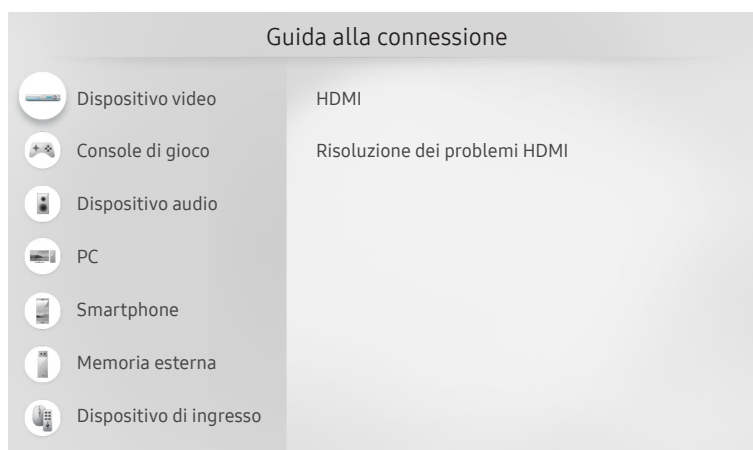 Guida alla connessione
Dispositivo video
HDMI
Console di gioco
Risoluzione dei problemi HDMI
Dispositivo audio
PC
Smartphone
Memoria esterna
Dispositivo di ingresso